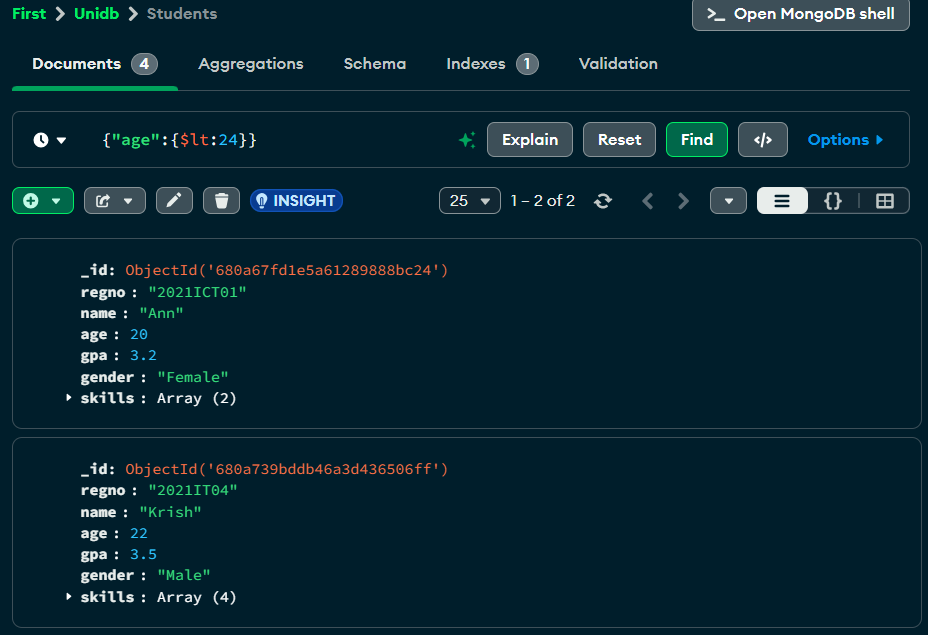 First > Unidb > Students
>_ Open MongoDB shell
Documents 4 Aggregations Schema Indexes 1 Validation
{"age":{$lt:24}} Explain Reset Find </> Options
INSIGHT 25 1 – 2 of 2 {}
_id: ObjectId('680a67fd1e5a61289888bc24')
regno : "2021ICT01"
name : "Ann"
age : 20
gpa : 3.2
gender : "Female"
skills : Array (2)
_id: ObjectId('680a739bddb46a3d436506ff')
regno : "2021IT04"
name : "Krish"
age : 22
gpa : 3.5
gender : "Male"
skills : Array (4)